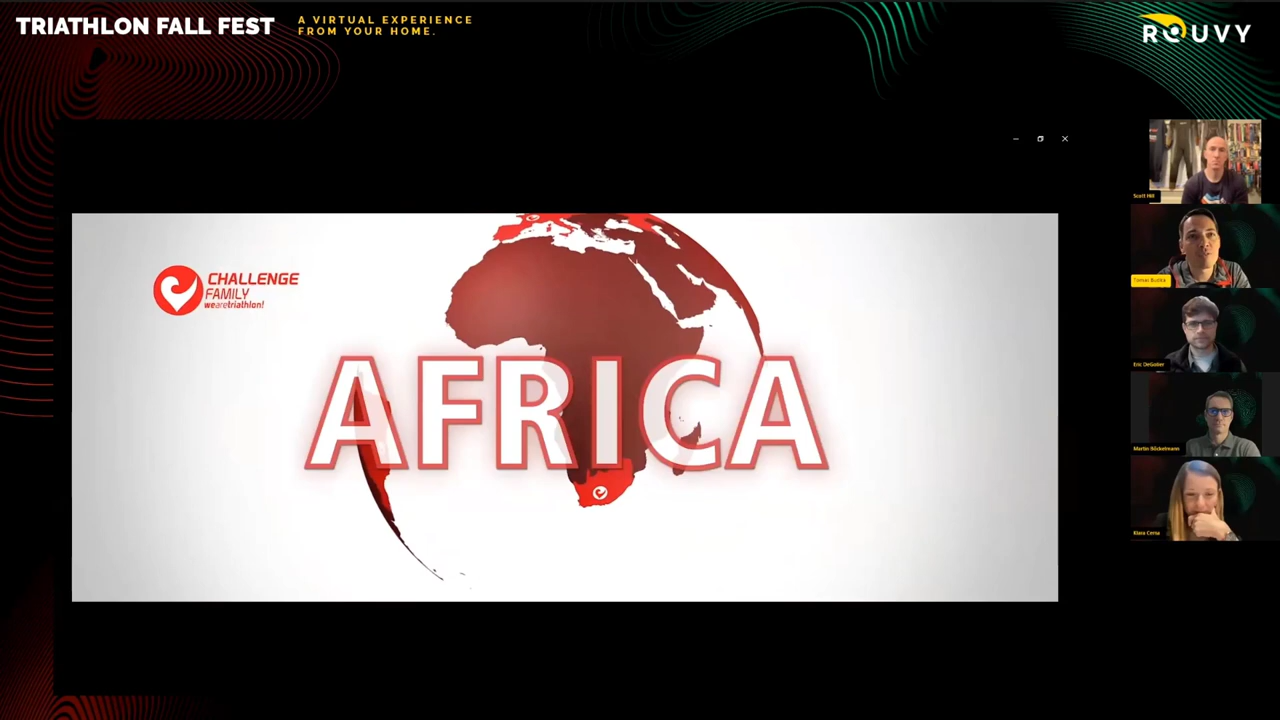 TRIATHLON FALL FEST
A VIRTUAL EXPERIENCE
FROM YOUR HOME.
ROUVY
CHALLENGE
FAMILY
wearetriathlon!
AFRICA
Scott Hill
Eric DeGolier
Martin Böckelmann
Klara Cerna